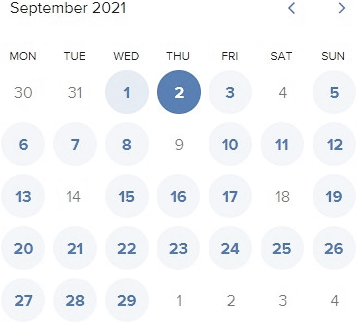 September 2021
MON TUE WED THU FRI SAT SUN
30 31 1 2 3 4 5
6 7 8 9 10 11 12
13 14 15 16 17 18 19
20 21 22 23 24 25 26
27 28 29 1 2 3 4